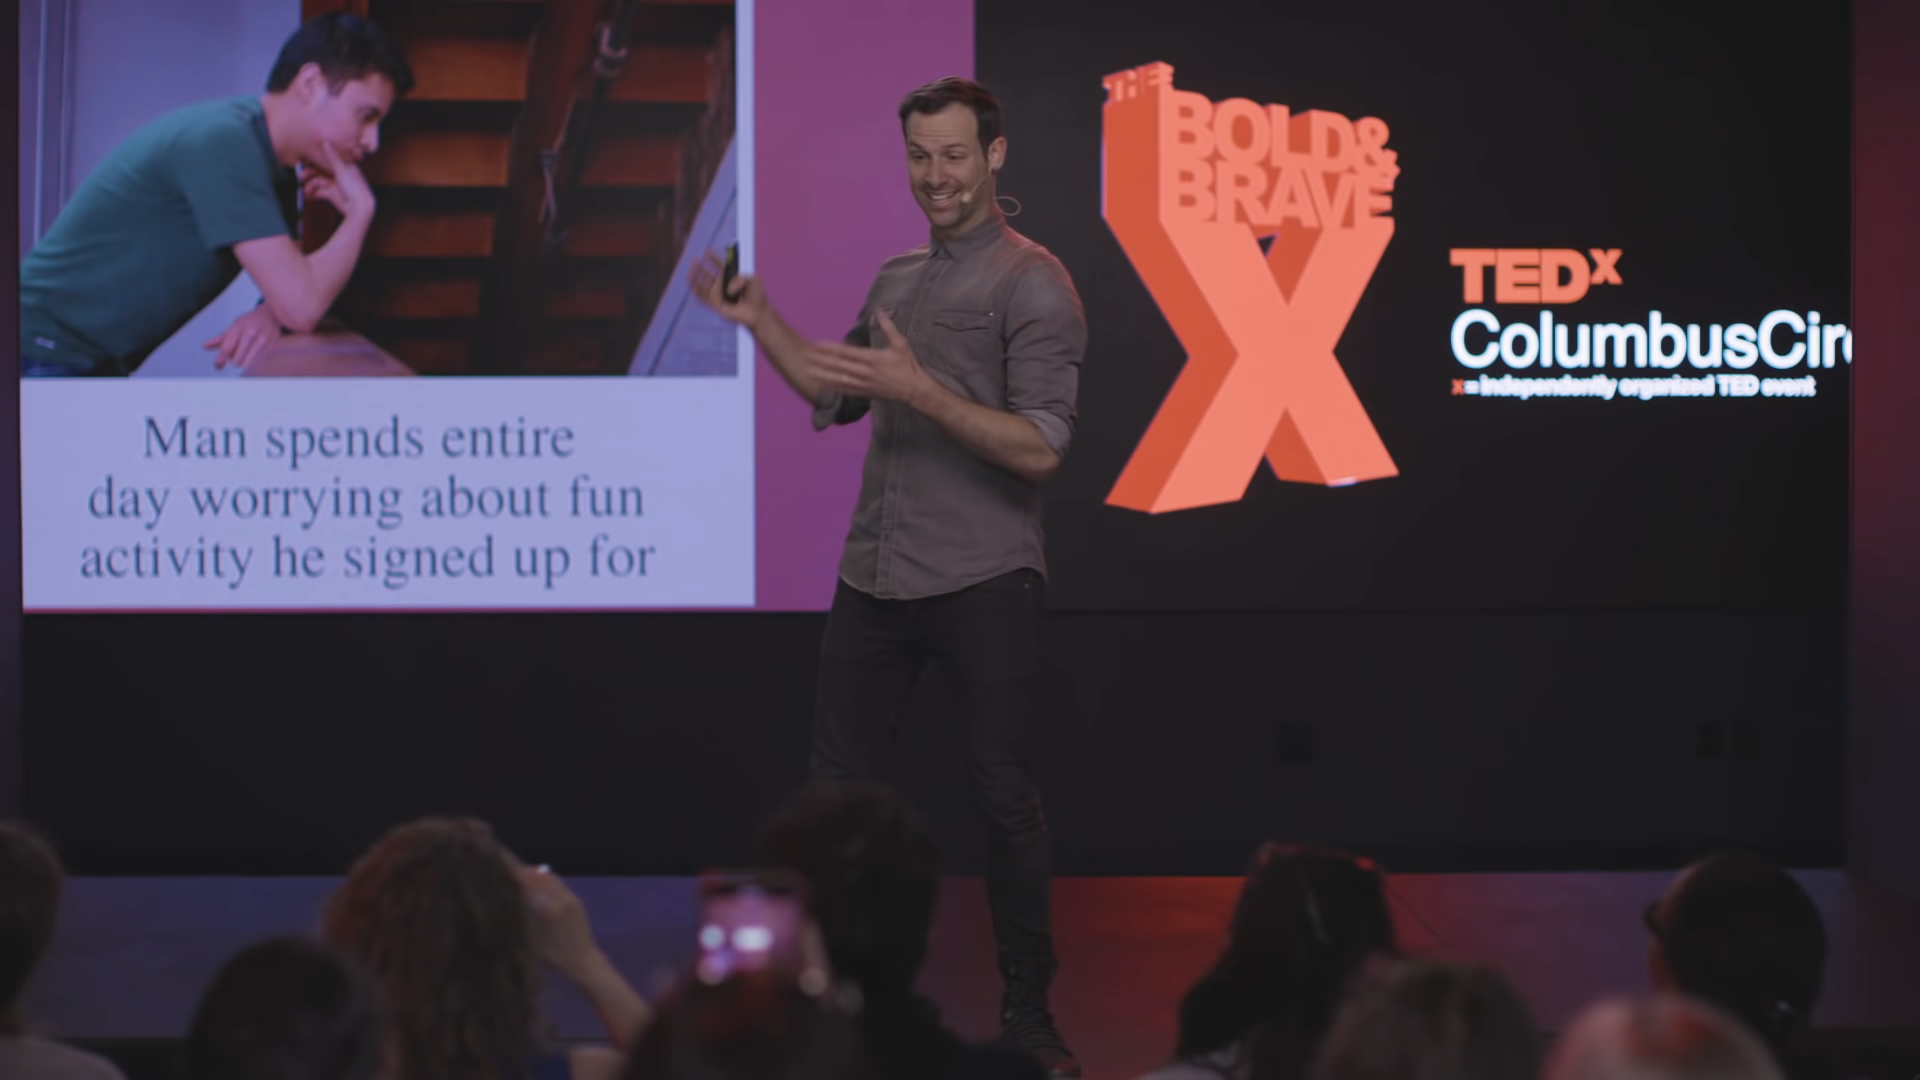 Man spends entire
day worrying about fun
activity he signed up for
THE
BOLD&
BRAVE
X
TEDx
ColumbusCir
x = independently organized TED event